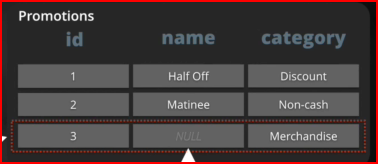 Promotions
id name category
1 Half Off Discount
2 Matinee Non-cash
3 NULL Merchandise